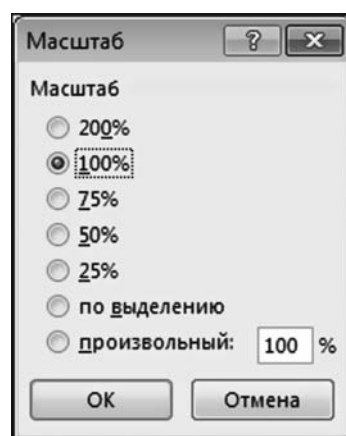 Масштаб
Масштаб
200%
100%
75%
50%
25%
по выделению
произвольный: 100 %
ОК Отмена